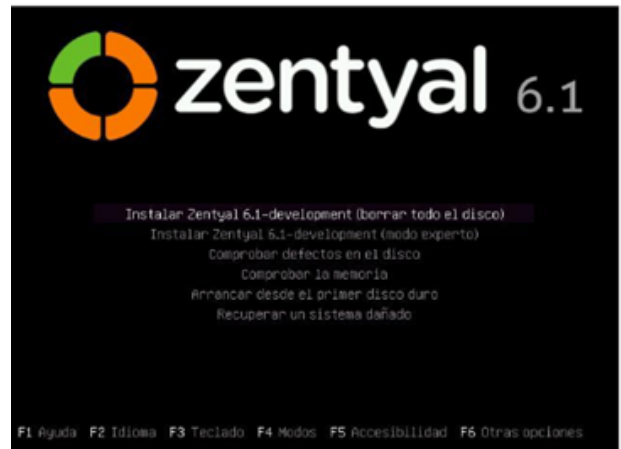 zentyal 6.1
Instalar Zentyal 6.1-development (borrar todo el disco)
Instalar Zentyal 6.1-development (modo experto)
Comprobar defectos en el disco
Comprobar la memoria
Arrancar desde el primer disco duro
Recuperar un sistema dañado
F1 Ayuda F2 Idioma F3 Teclado F4 Modos F5 Accesibilidad F6 Otras opciones